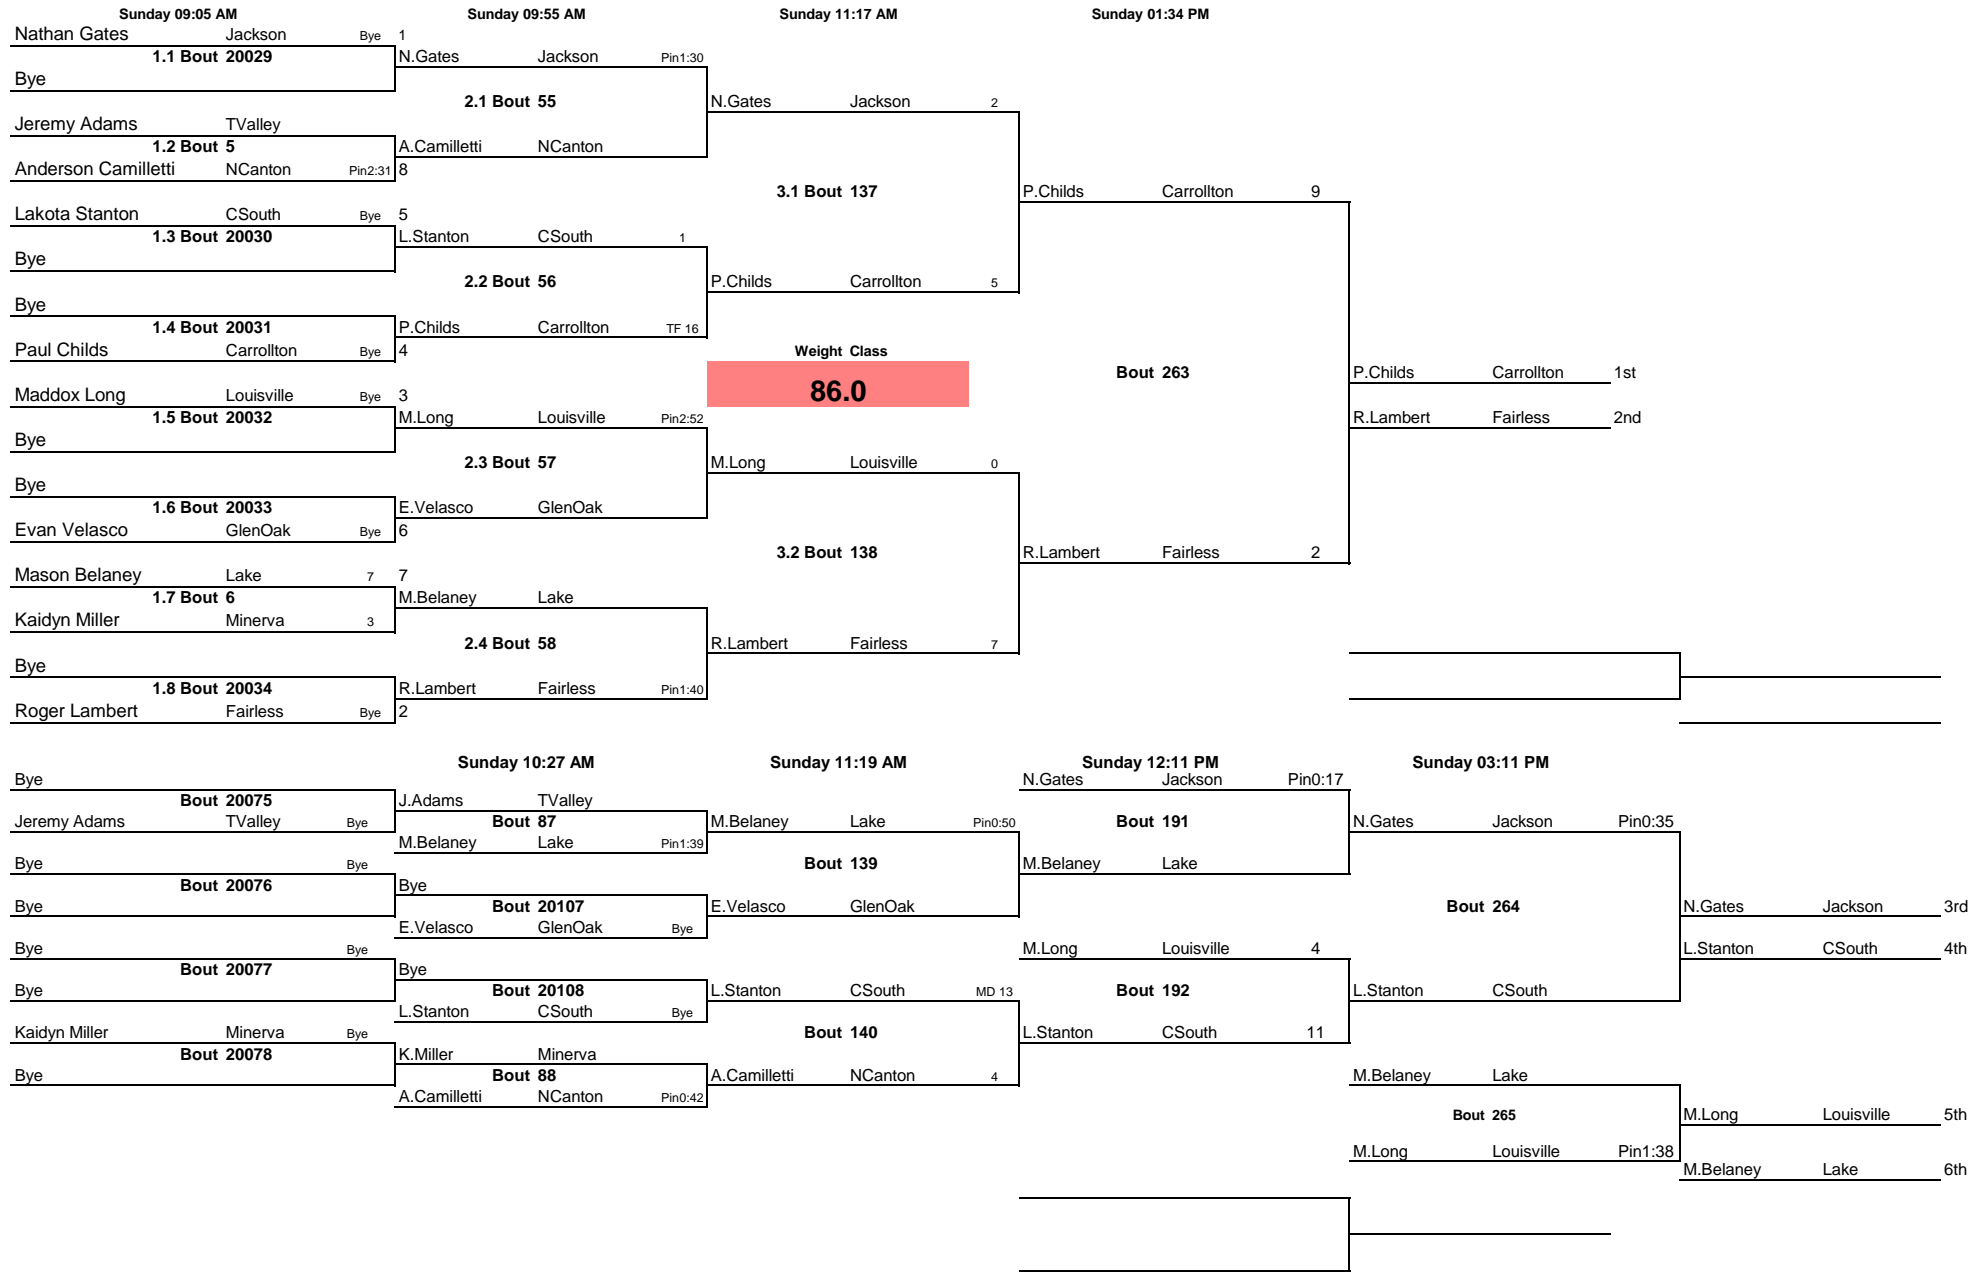 Sunday 09:05 AM Sunday 09:55 AM Sunday 11:17 AM Sunday 01:34 PM
Nathan Gates Jackson Bye 1
1.1 Bout 20029 N.Gates Jackson Pin1:30
Bye
2.1 Bout 55 N.Gates Jackson 2
Jeremy Adams TValley
1.2 Bout 5 A.Camilletti NCanton
Anderson Camilletti NCanton Pin2:31 8
3.1 Bout 137 P.Childs Carrollton 9
Lakota Stanton CSouth Bye 5
1.3 Bout 20030 L.Stanton CSouth 1
Bye
2.2 Bout 56 P.Childs Carrollton 5
Bye
1.4 Bout 20031 P.Childs Carrollton TF 16
Paul Childs Carrollton Bye 4 Weight Class
Bout 263 P.Childs Carrollton 1st
86.0
Maddox Long Louisville Bye 3
1.5 Bout 20032 M.Long Louisville Pin2:52 R.Lambert Fairless 2nd
Bye
2.3 Bout 57 M.Long Louisville 0
Bye
1.6 Bout 20033 E.Velasco GlenOak
Evan Velasco GlenOak Bye 6
3.2 Bout 138 R.Lambert Fairless 2
Mason Belaney Lake 7 7
1.7 Bout 6 M.Belaney Lake
Kaidyn Miller Minerva 3
2.4 Bout 58 R.Lambert Fairless 7
Bye
1.8 Bout 20034 R.Lambert Fairless Pin1:40
Roger Lambert Fairless Bye 2
Sunday 10:27 AM Sunday 11:19 AM Sunday 12:11 PM Sunday 03:11 PM
Bye N.Gates Jackson Pin0:17
Bout 20075 J.Adams TValley
Jeremy Adams TValley Bye Bout 87 M.Belaney Lake Pin0:50 Bout 191 N.Gates Jackson Pin0:35
M.Belaney Lake Pin1:39
Bye Bye Bout 139 M.Belaney Lake
Bout 20076 Bye
Bye Bout 20107 E.Velasco GlenOak Bout 264 N.Gates Jackson 3rd
E.Velasco GlenOak Bye
Bye Bye M.Long Louisville 4 L.Stanton CSouth 4th
Bout 20077 Bye
Bye Bout 20108 L.Stanton CSouth MD 13 Bout 192 L.Stanton CSouth
L.Stanton CSouth Bye
Kaidyn Miller Minerva Bye Bout 140 L.Stanton CSouth 11
Bout 20078 K.Miller Minerva
Bye Bout 88 A.Camilletti NCanton 4 M.Belaney Lake
A.Camilletti NCanton Pin0:42
Bout 265 M.Long Louisville 5th
M.Long Louisville Pin1:38
M.Belaney Lake 6th